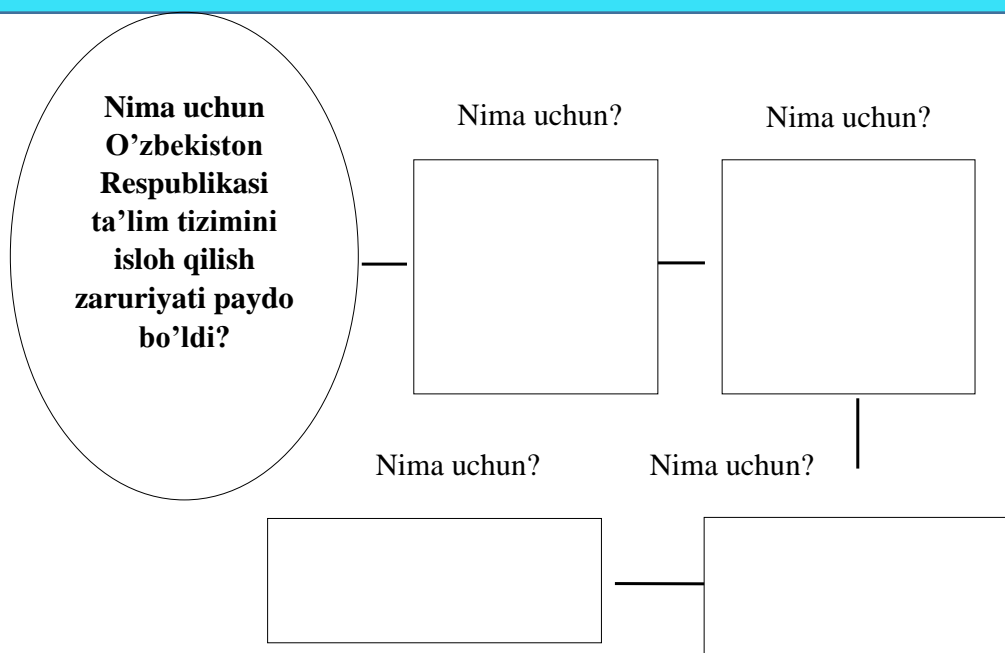 Nima uchun
O’zbekiston
Respublikasi
ta’lim tizimini
isloh qilish
zaruriyati paydo
bo’ldi?
Nima uchun?
Nima uchun?
Nima uchun?
Nima uchun?